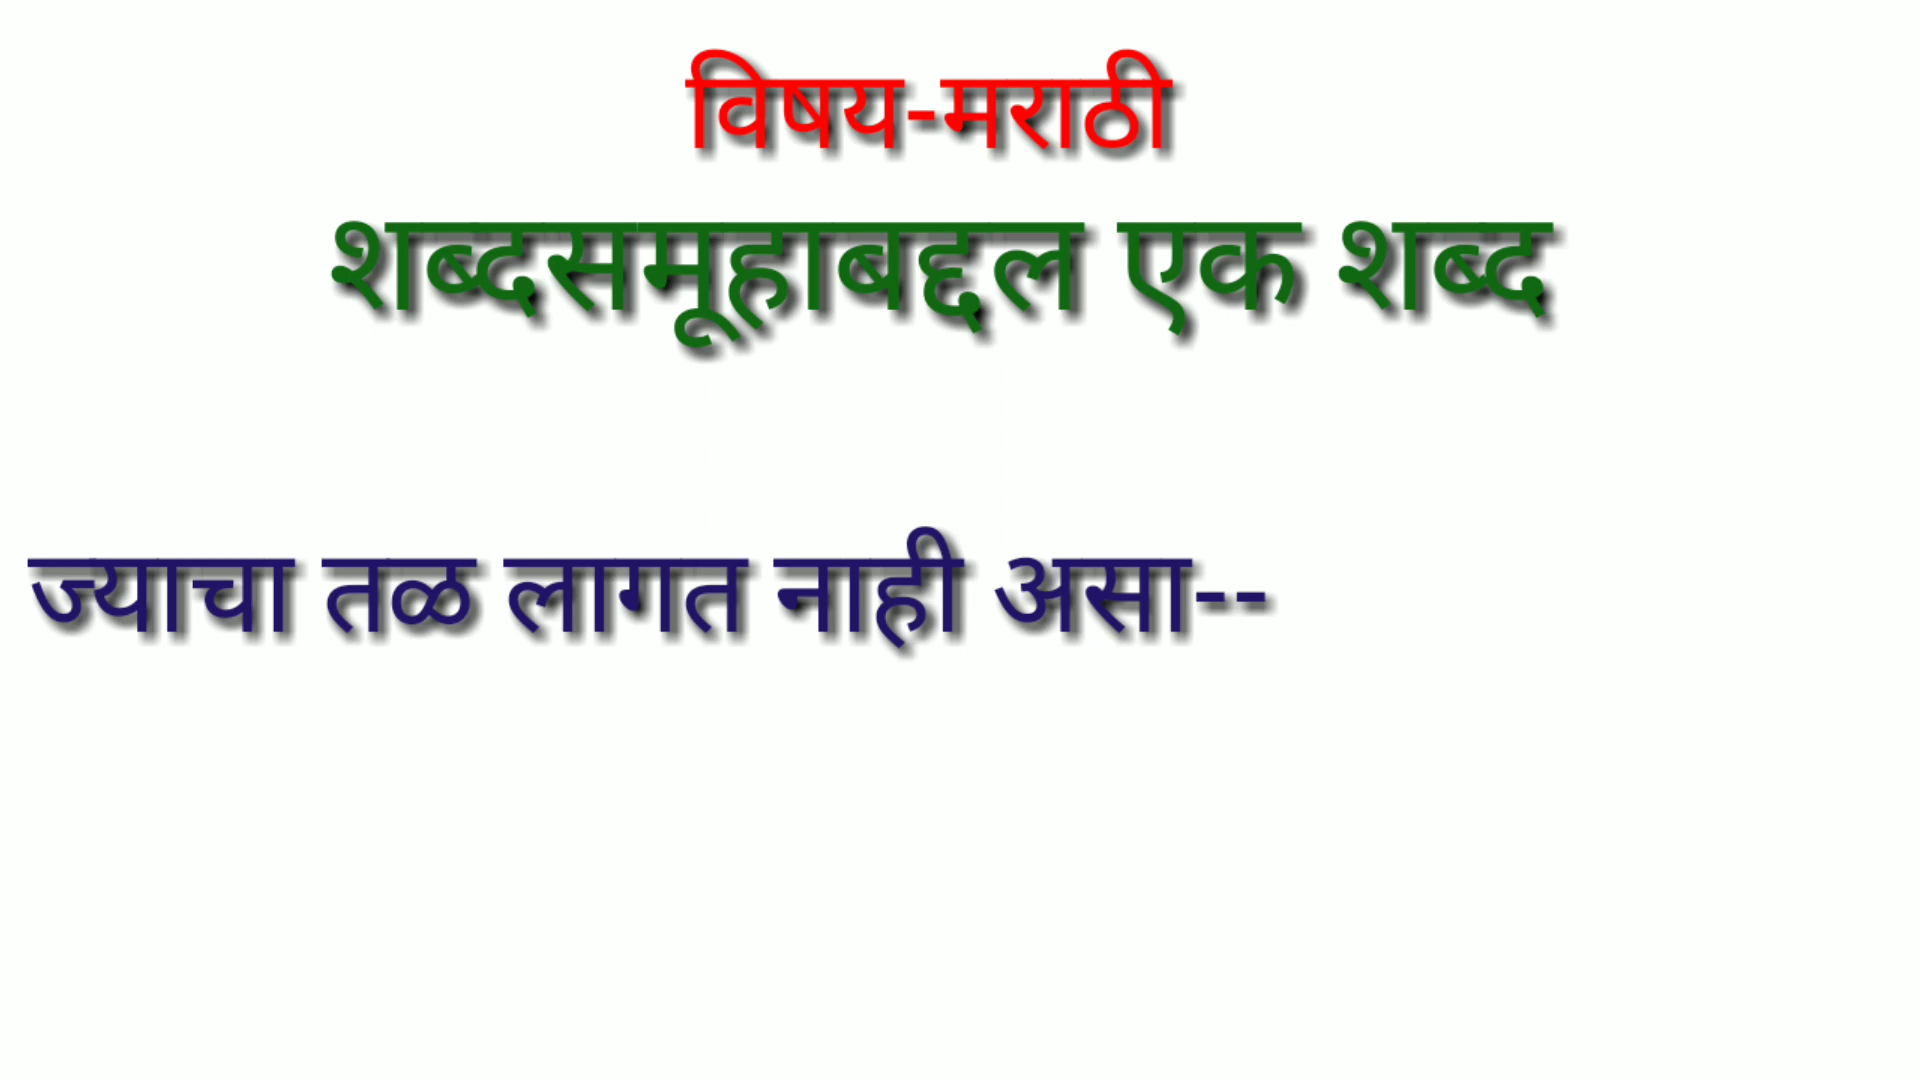 विषय-मराठी
शब्दसमूहाबद्दल एक शब्द
ज्याचा तळ लागत नाही असा--